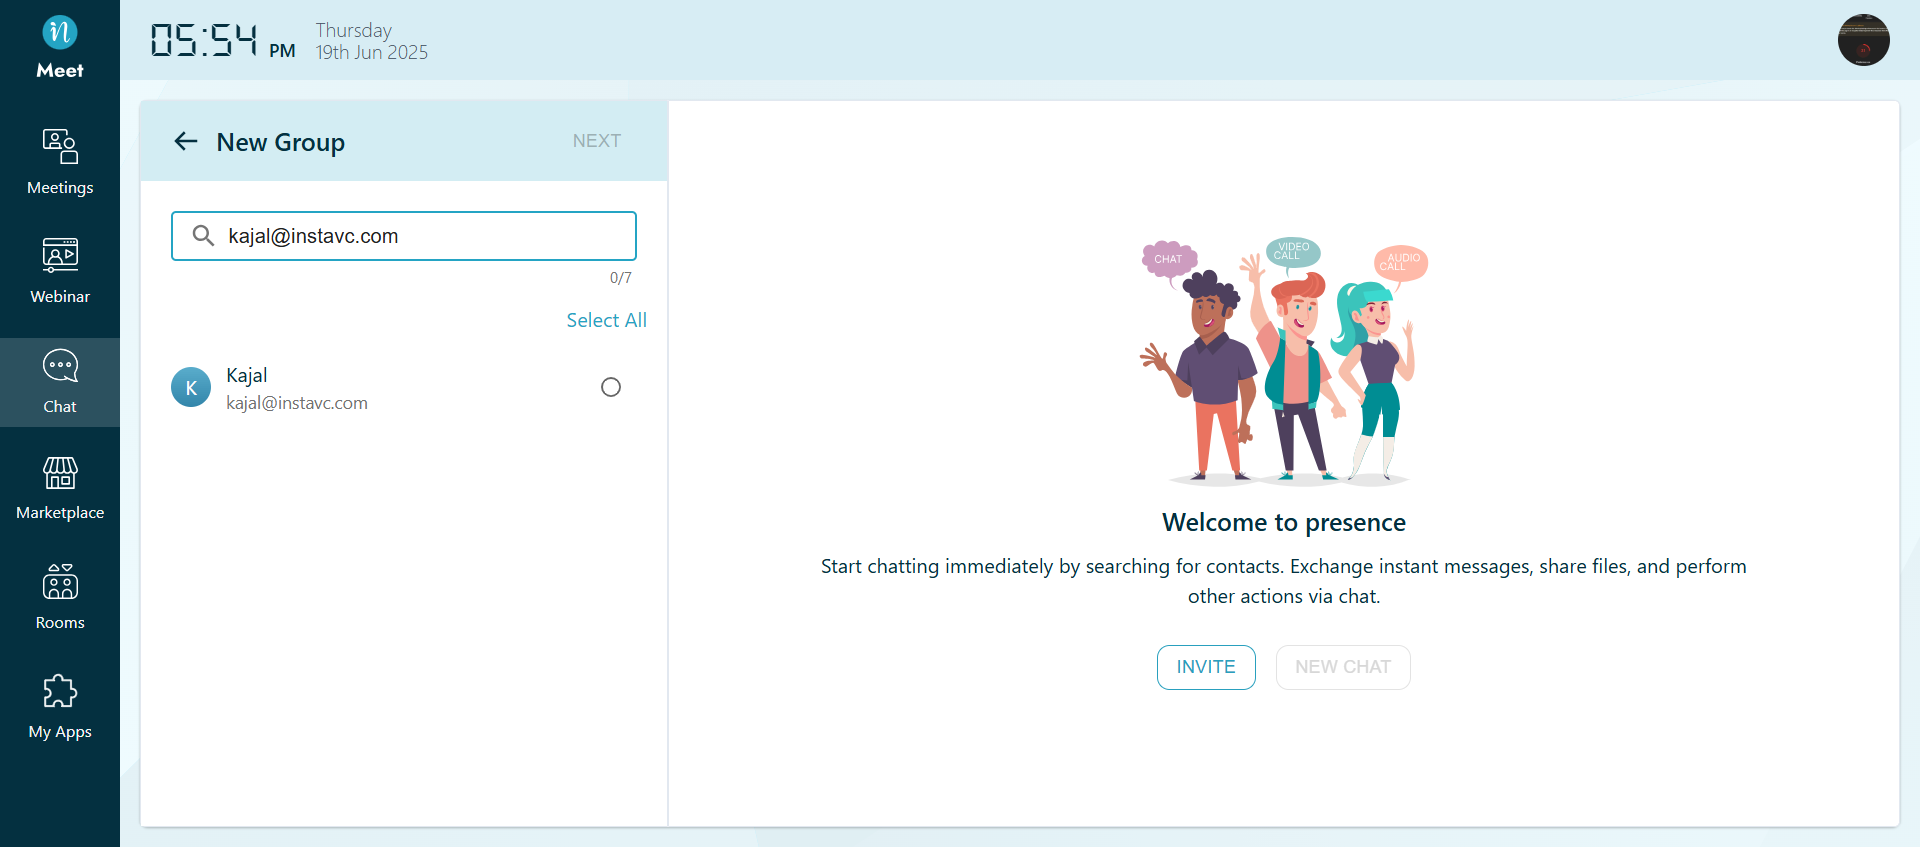 Meet
05:54 PM
Thursday
19th Jun 2025
Meetings
Webinar
Chat
Marketplace
Rooms
My Apps
New Group
NEXT
kajal@instavc.com
0/7
Select All
K
Kajal
kajal@instavc.com
CHAT
VIDEO
CALL
AUDIO
CALL
Welcome to presence
Start chatting immediately by searching for contacts. Exchange instant messages, share files, and perform
other actions via chat.
INVITE
NEW CHAT